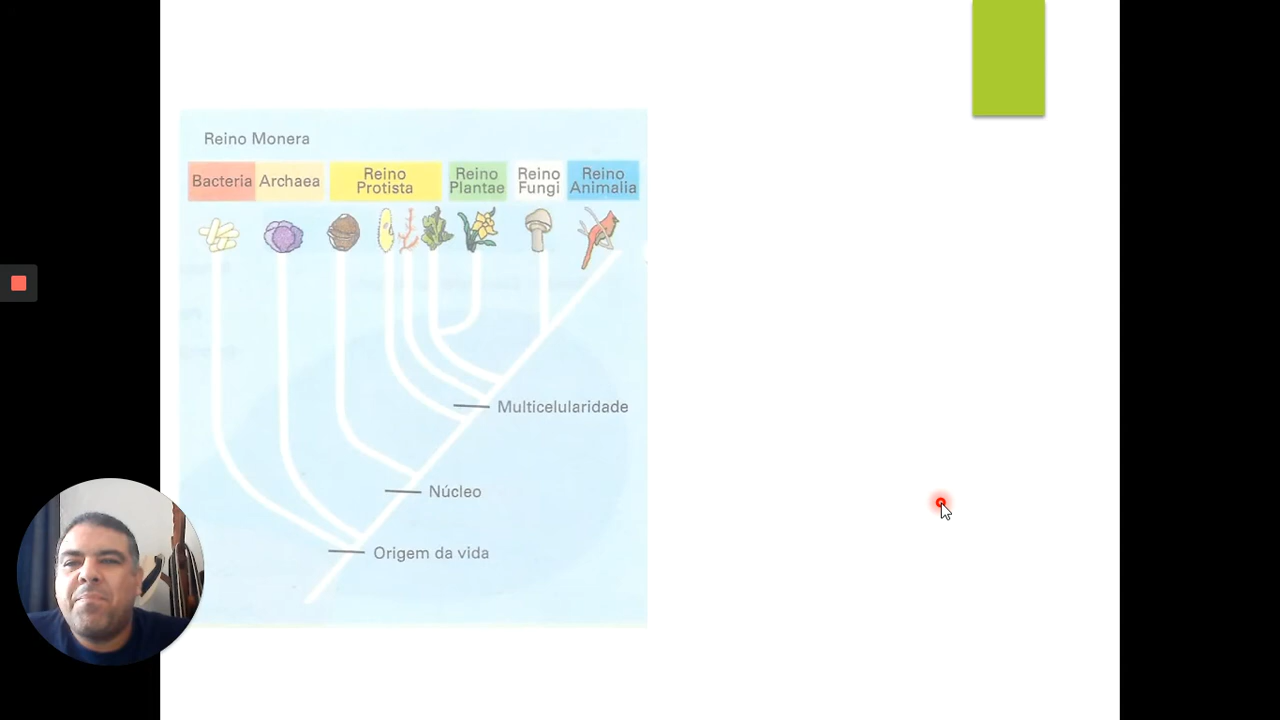 Reino Monera
Bacteria
Archaea
Reino
Protista
Reino
Plantae
Reino
Fungi
Reino
Animalia
Multicelularidade
Núcleo
Origem da vida